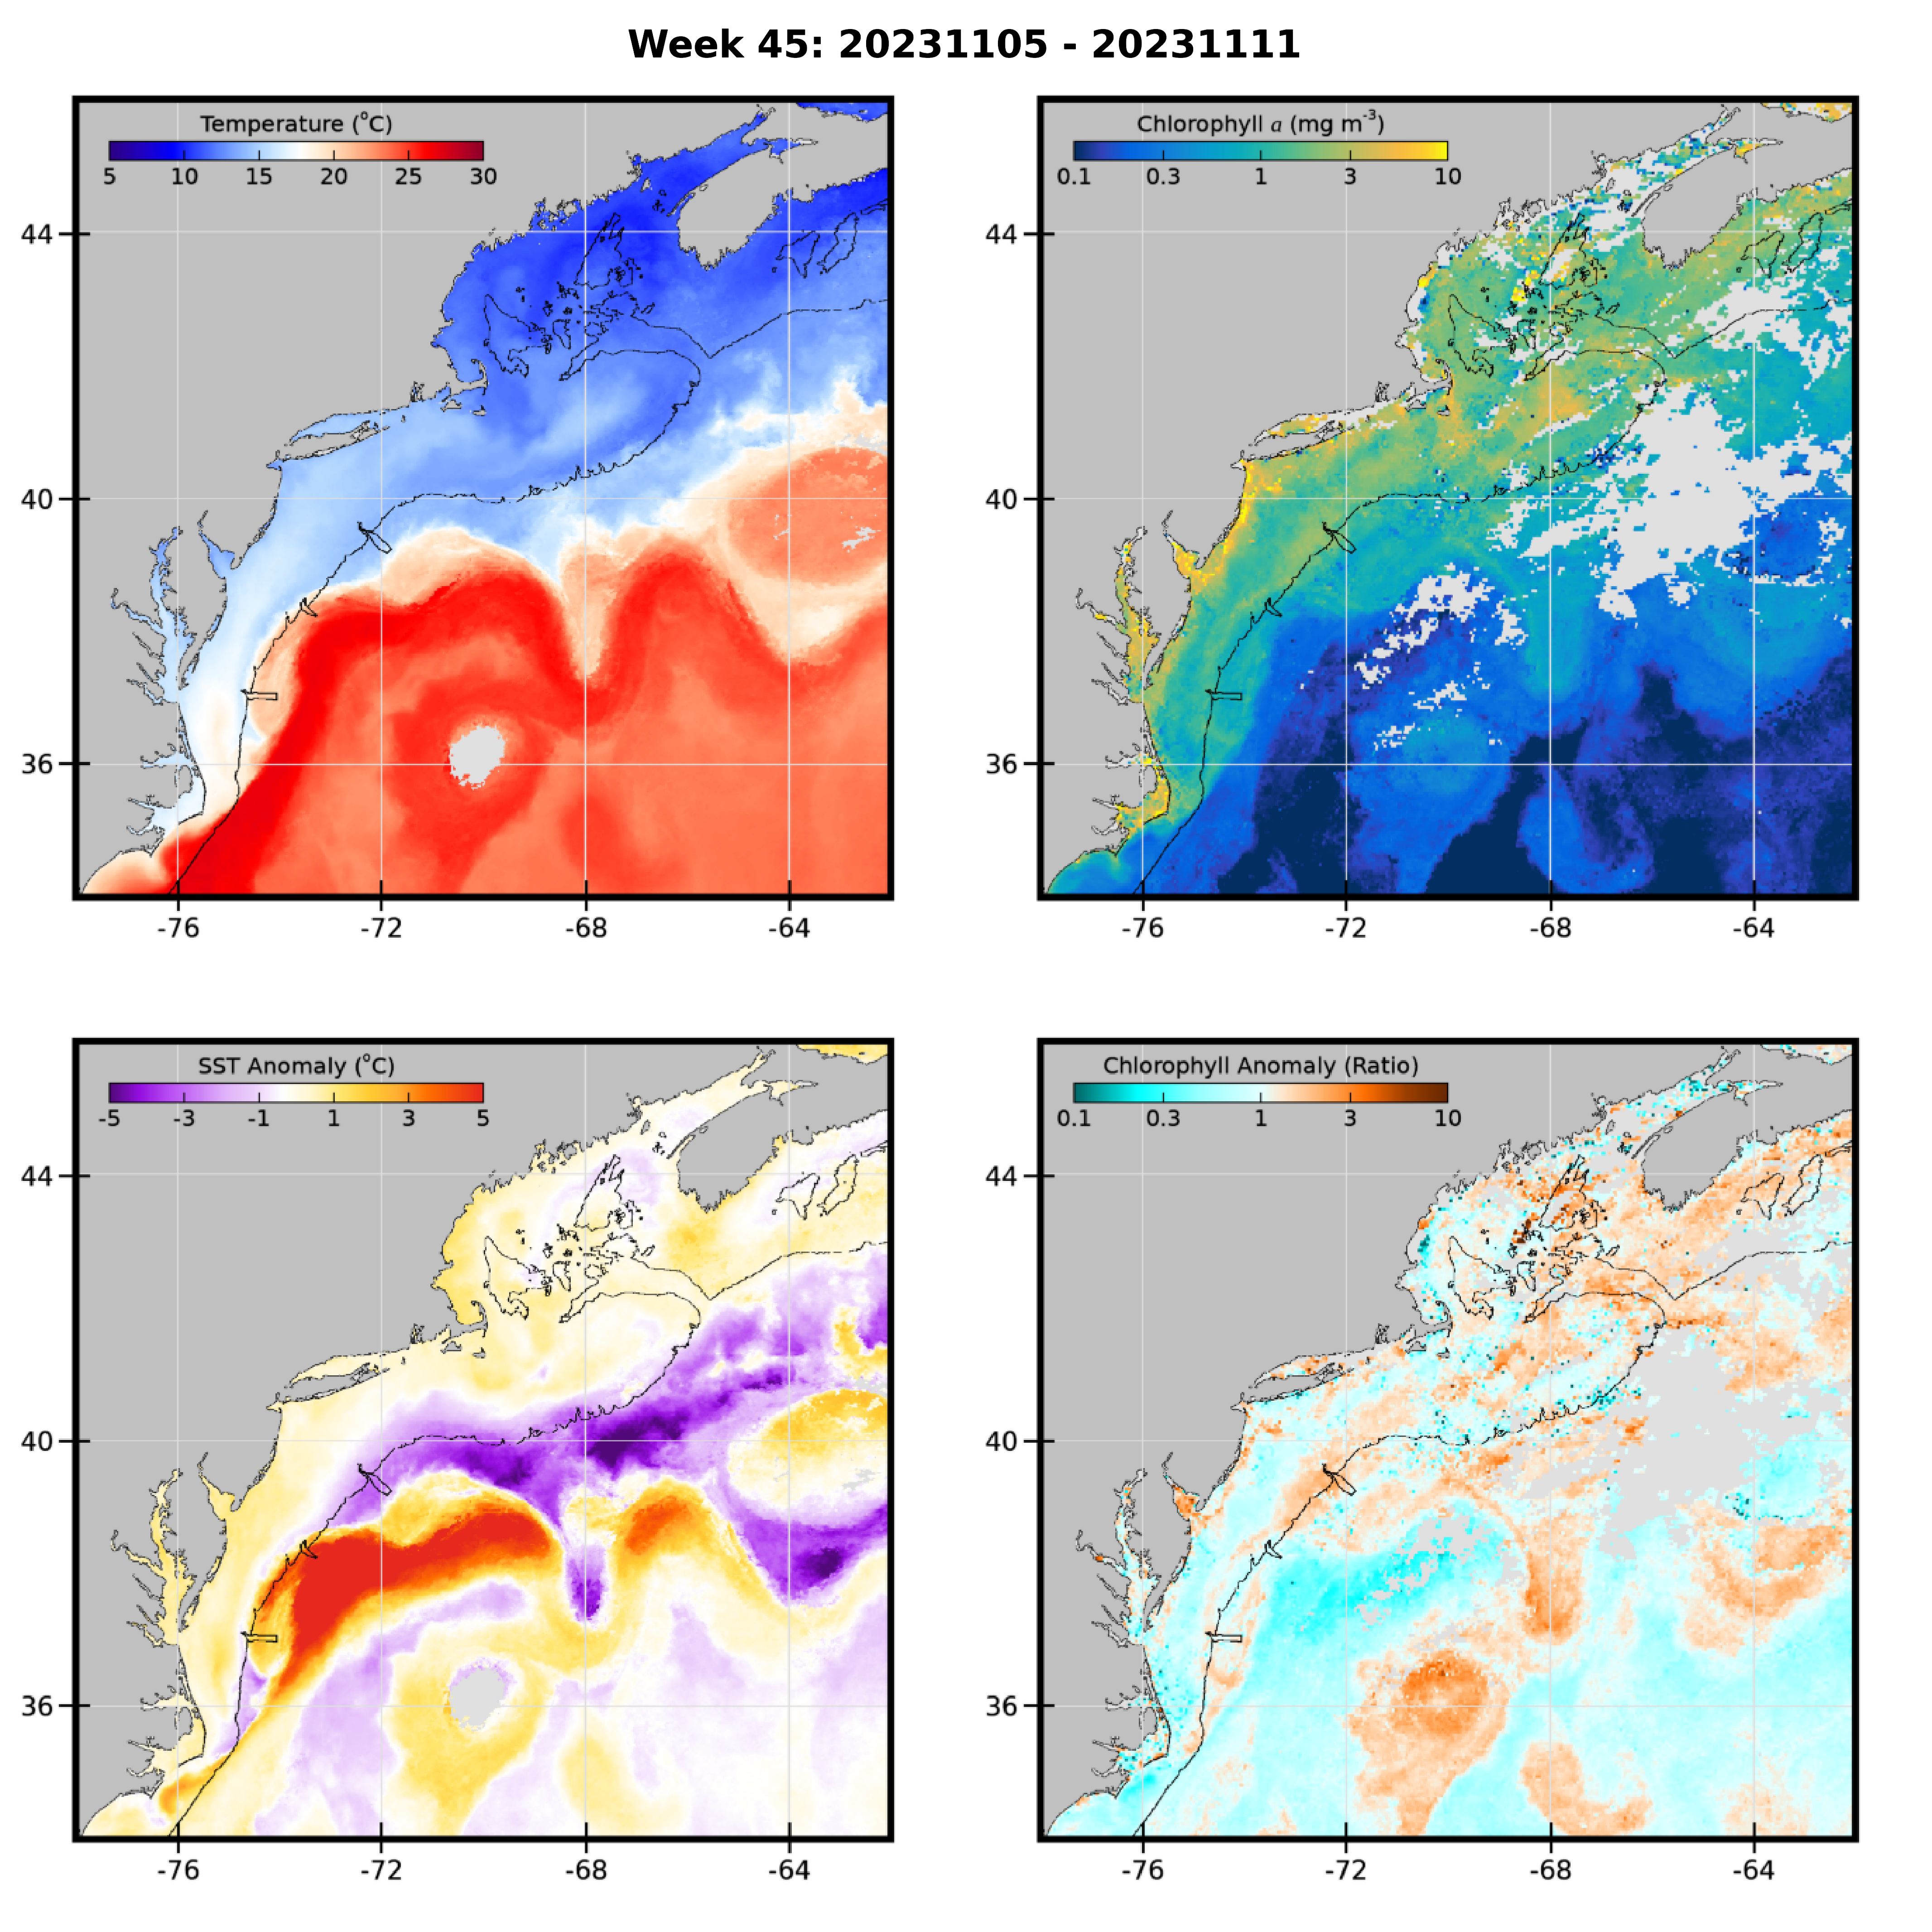 Week 45: 20231105 - 20231111
Temperature (°C)
5 10 15 20 25 30
44
40
36
-76 -72 -68 -64
Chlorophyll a (mg m⁻³)
0.1 0.3 1 3 10
44
40
36
-76 -72 -68 -64
SST Anomaly (°C)
-5 -3 -1 1 3 5
44
40
36
-76 -72 -68 -64
Chlorophyll Anomaly (Ratio)
0.1 0.3 1 3 10
44
40
36
-76 -72 -68 -64